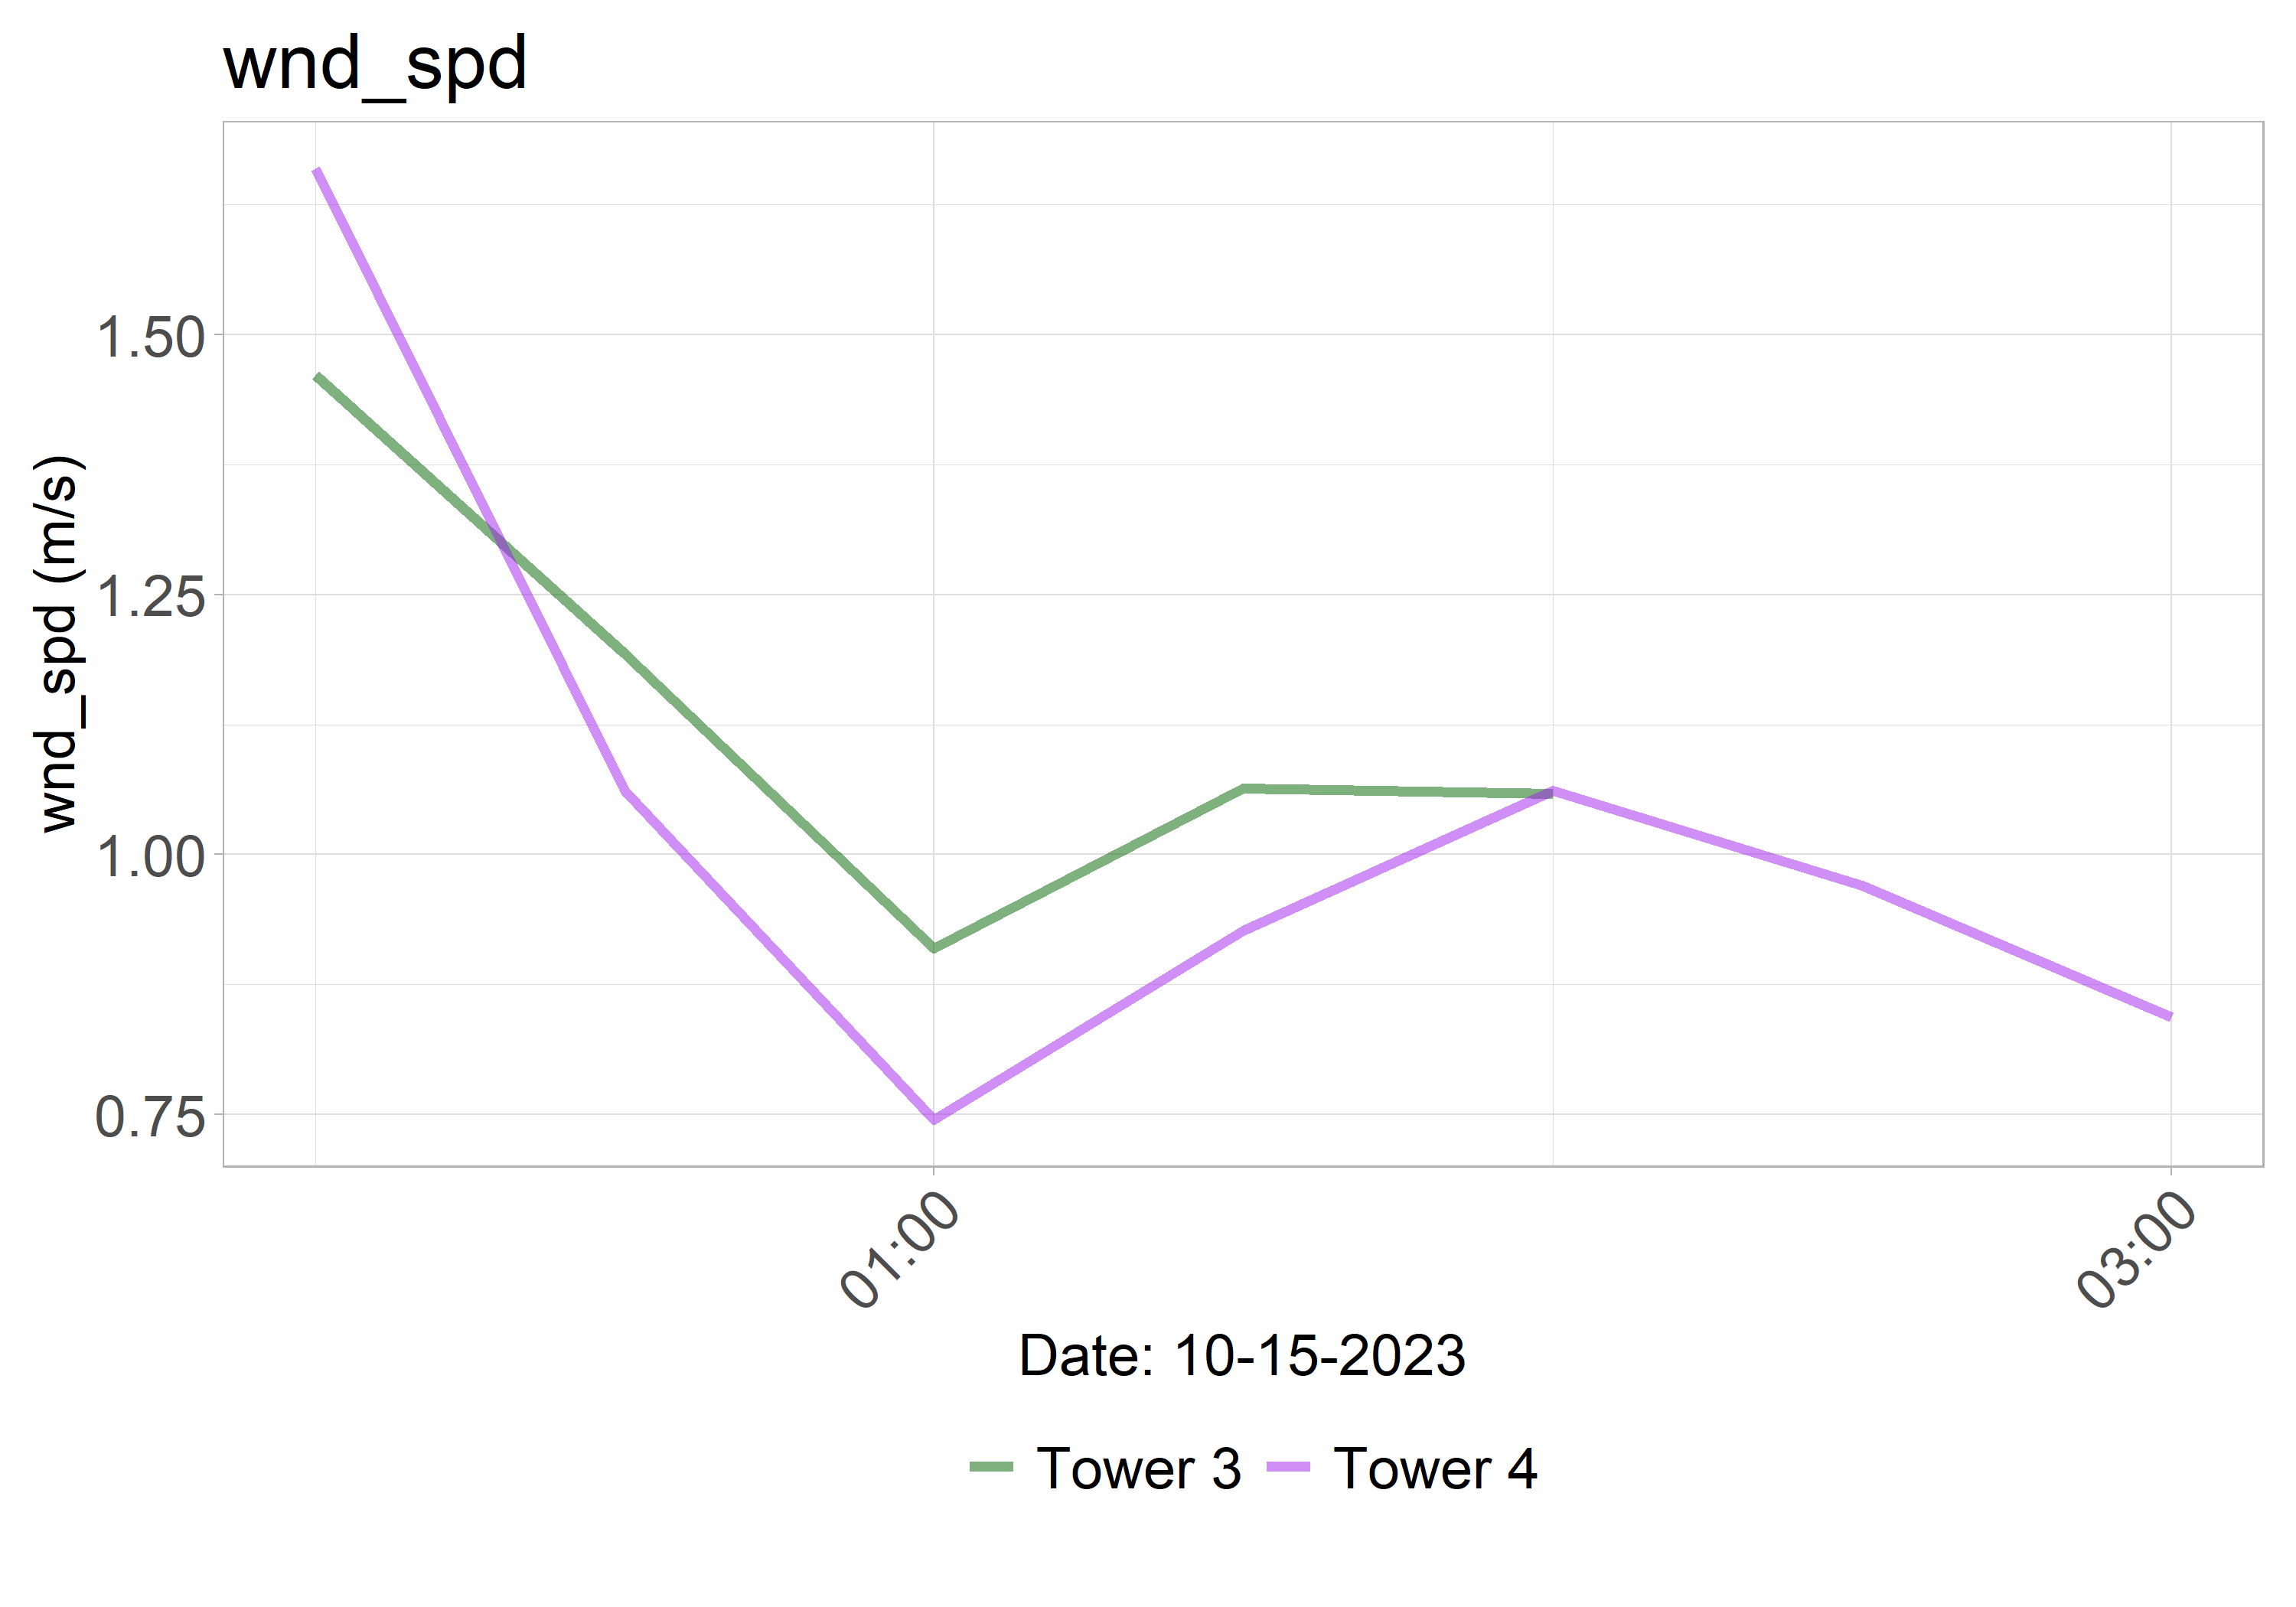 wnd_spd
wnd_spd (m/s)
1.50
1.25
1.00
0.75
01:00
03:00
Date: 10-15-2023
Tower 3
Tower 4